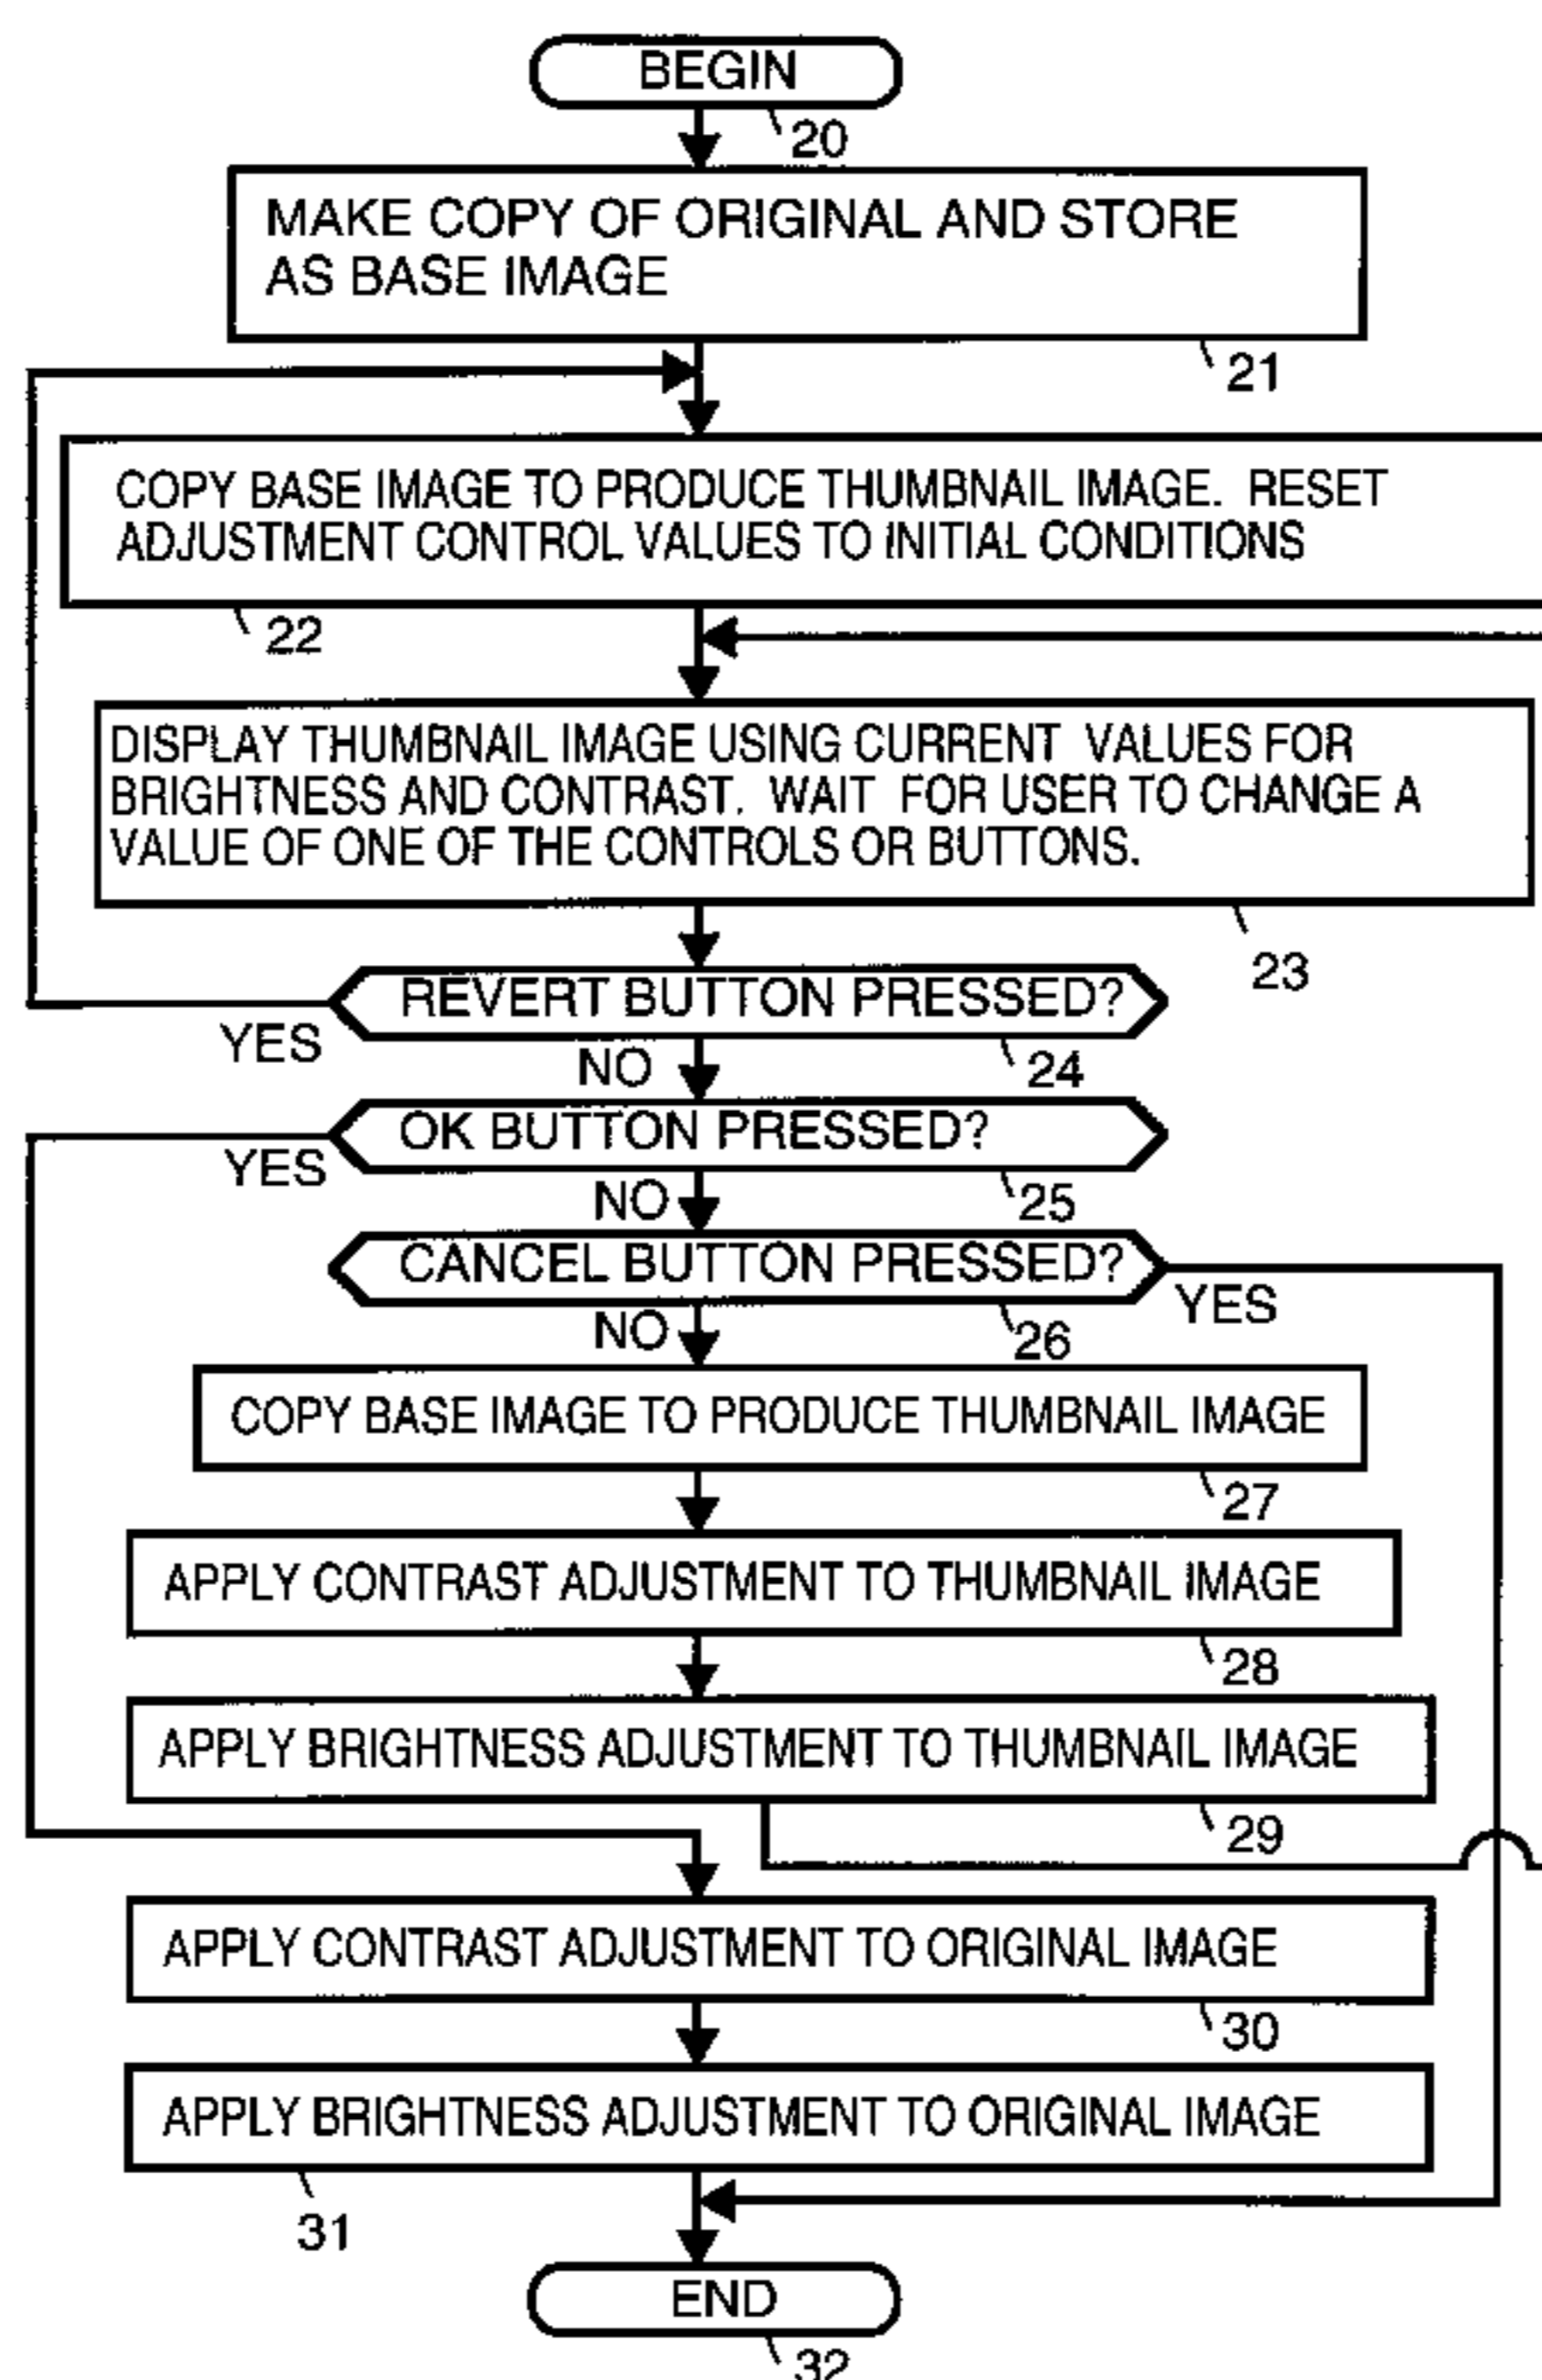 BEGIN
20
MAKE COPY OF ORIGINAL AND STORE
AS BASE IMAGE
21
COPY BASE IMAGE TO PRODUCE THUMBNAIL IMAGE. RESET
ADJUSTMENT CONTROL VALUES TO INITIAL CONDITIONS
22
DISPLAY THUMBNAIL IMAGE USING CURRENT VALUES FOR
BRIGHTNESS AND CONTRAST. WAIT FOR USER TO CHANGE A
VALUE OF ONE OF THE CONTROLS OR BUTTONS.
23
REVERT BUTTON PRESSED?
YES
NO
24
OK BUTTON PRESSED?
YES
NO
25
CANCEL BUTTON PRESSED?
YES
NO
26
COPY BASE IMAGE TO PRODUCE THUMBNAIL IMAGE
27
APPLY CONTRAST ADJUSTMENT TO THUMBNAIL IMAGE
28
APPLY BRIGHTNESS ADJUSTMENT TO THUMBNAIL IMAGE
29
APPLY CONTRAST ADJUSTMENT TO ORIGINAL IMAGE
30
APPLY BRIGHTNESS ADJUSTMENT TO ORIGINAL IMAGE
31
END
32